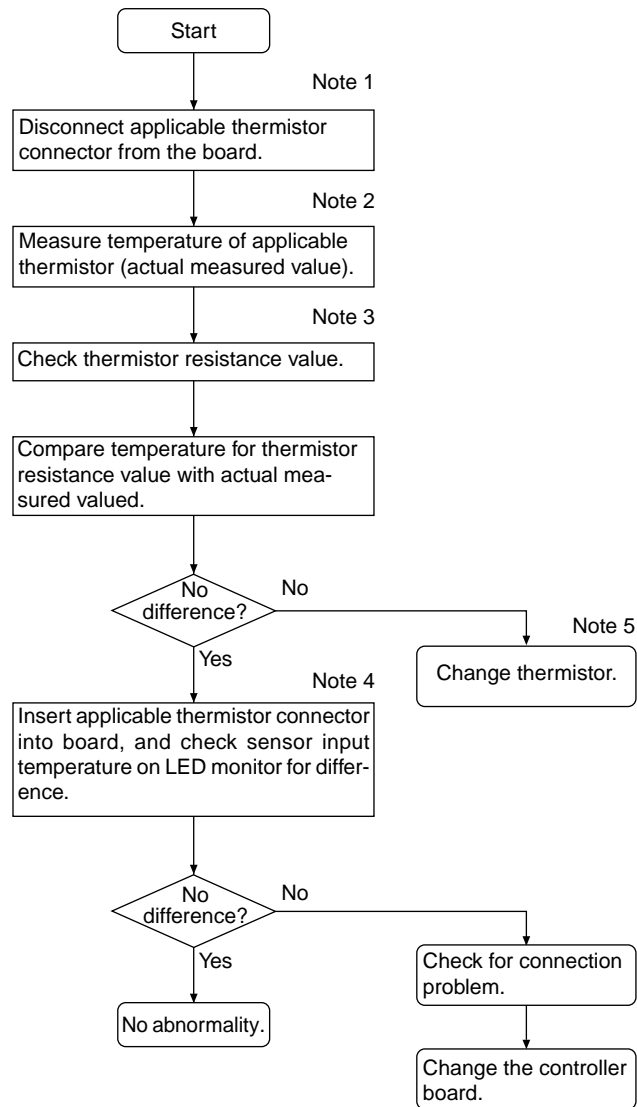 Start
Note 1
Disconnect applicable thermistor
connector from the board.
Note 2
Measure temperature of applicable
thermistor (actual measured value).
Note 3
Check thermistor resistance value.
Compare temperature for thermistor
resistance value with actual mea-
sured valued.
No
difference?
No
Yes
Note 5
Change thermistor.
Note 4
Insert applicable thermistor connector
into board, and check sensor input
temperature on LED monitor for differ-
ence.
No
difference?
No
Yes
Check for connection
problem.
No abnormality.
Change the controller
board.